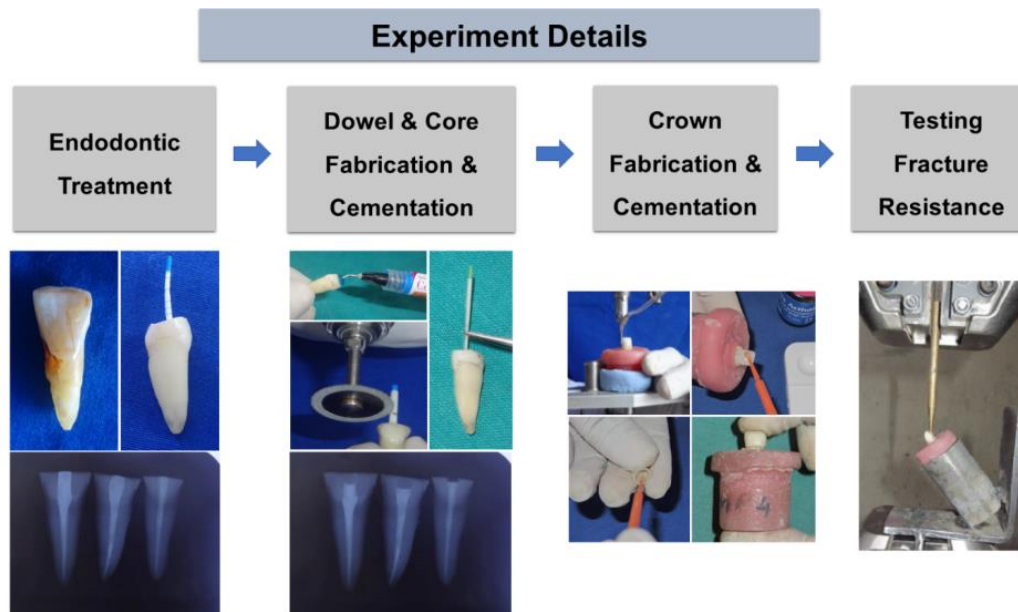 Experiment Details
Endodontic
Treatment
Dowel & Core
Fabrication &
Cementation
Crown
Fabrication &
Cementation
Testing
Fracture
Resistance